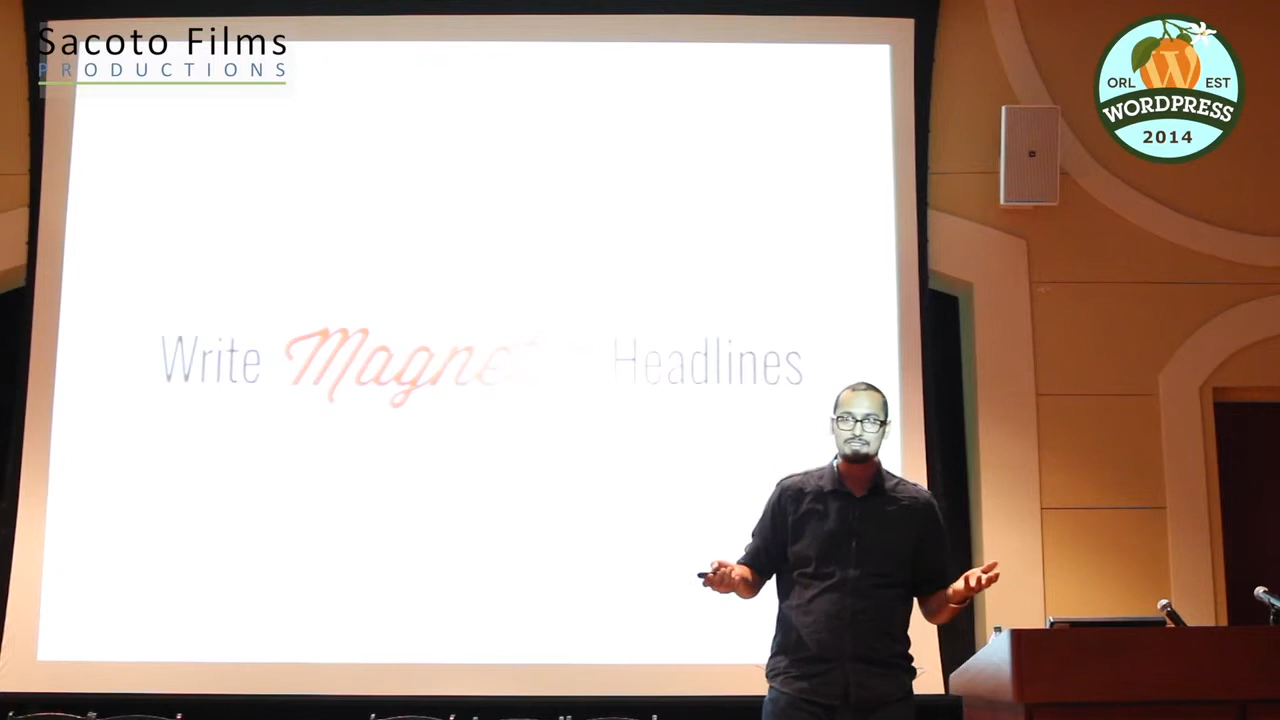 Sacoto Films
PRODUCTIONS
ORL EST
WORDPRESS
2014
Write Magnet Headlines